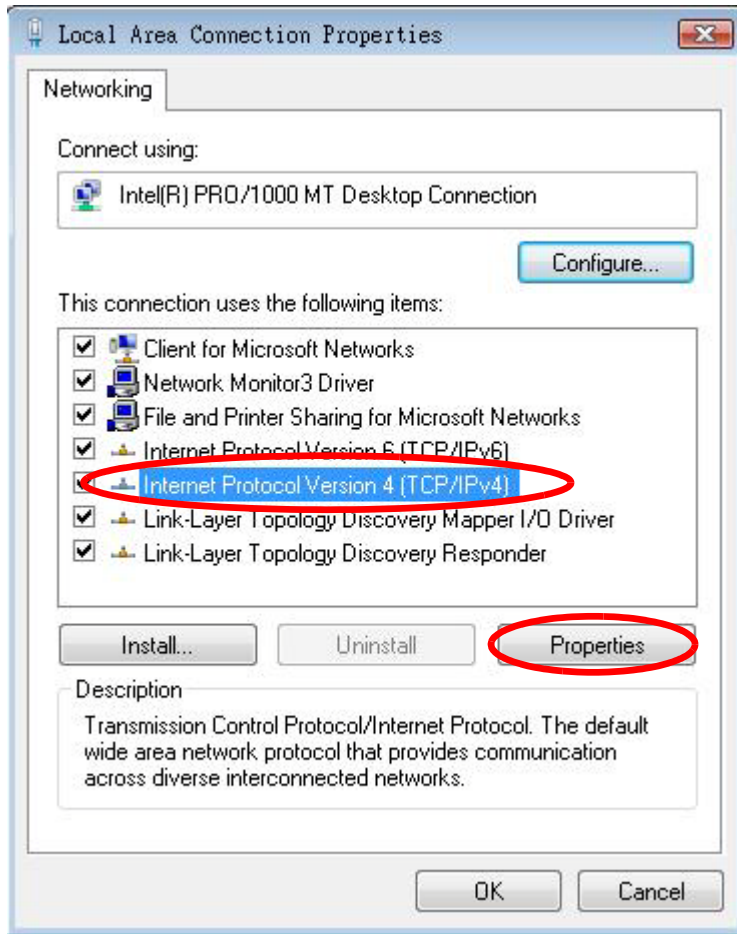 Local Area Connection Properties
Networking
Connect using:
Intel(R) PRO/1000 MT Desktop Connection
Configure...
This connection uses the following items:
Client for Microsoft Networks
Network Monitor3 Driver
File and Printer Sharing for Microsoft Networks
Internet Protocol Version 6 (TCP/IPv6)
Internet Protocol Version 4 (TCP/IPv4)
Link-Layer Topology Discovery Mapper I/O Driver
Link-Layer Topology Discovery Responder
Install...
Uninstall
Properties
Description
Transmission Control Protocol/Internet Protocol. The default
wide area network protocol that provides communication
across diverse interconnected networks.
OK
Cancel